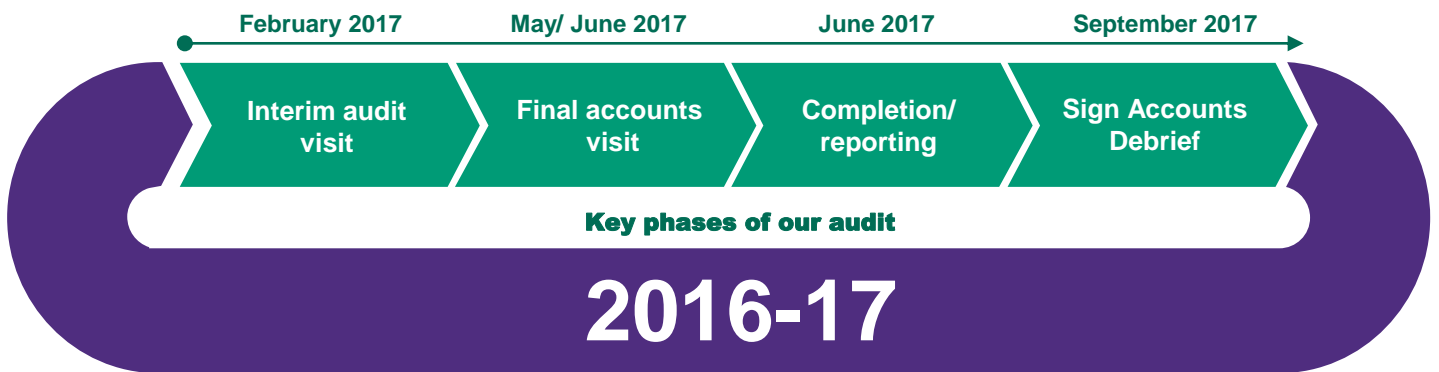 February 2017
May/ June 2017
June 2017
September 2017
Interim audit
visit
Final accounts
visit
Completion/
reporting
Sign Accounts
Debrief
Key phases of our audit
2016-17